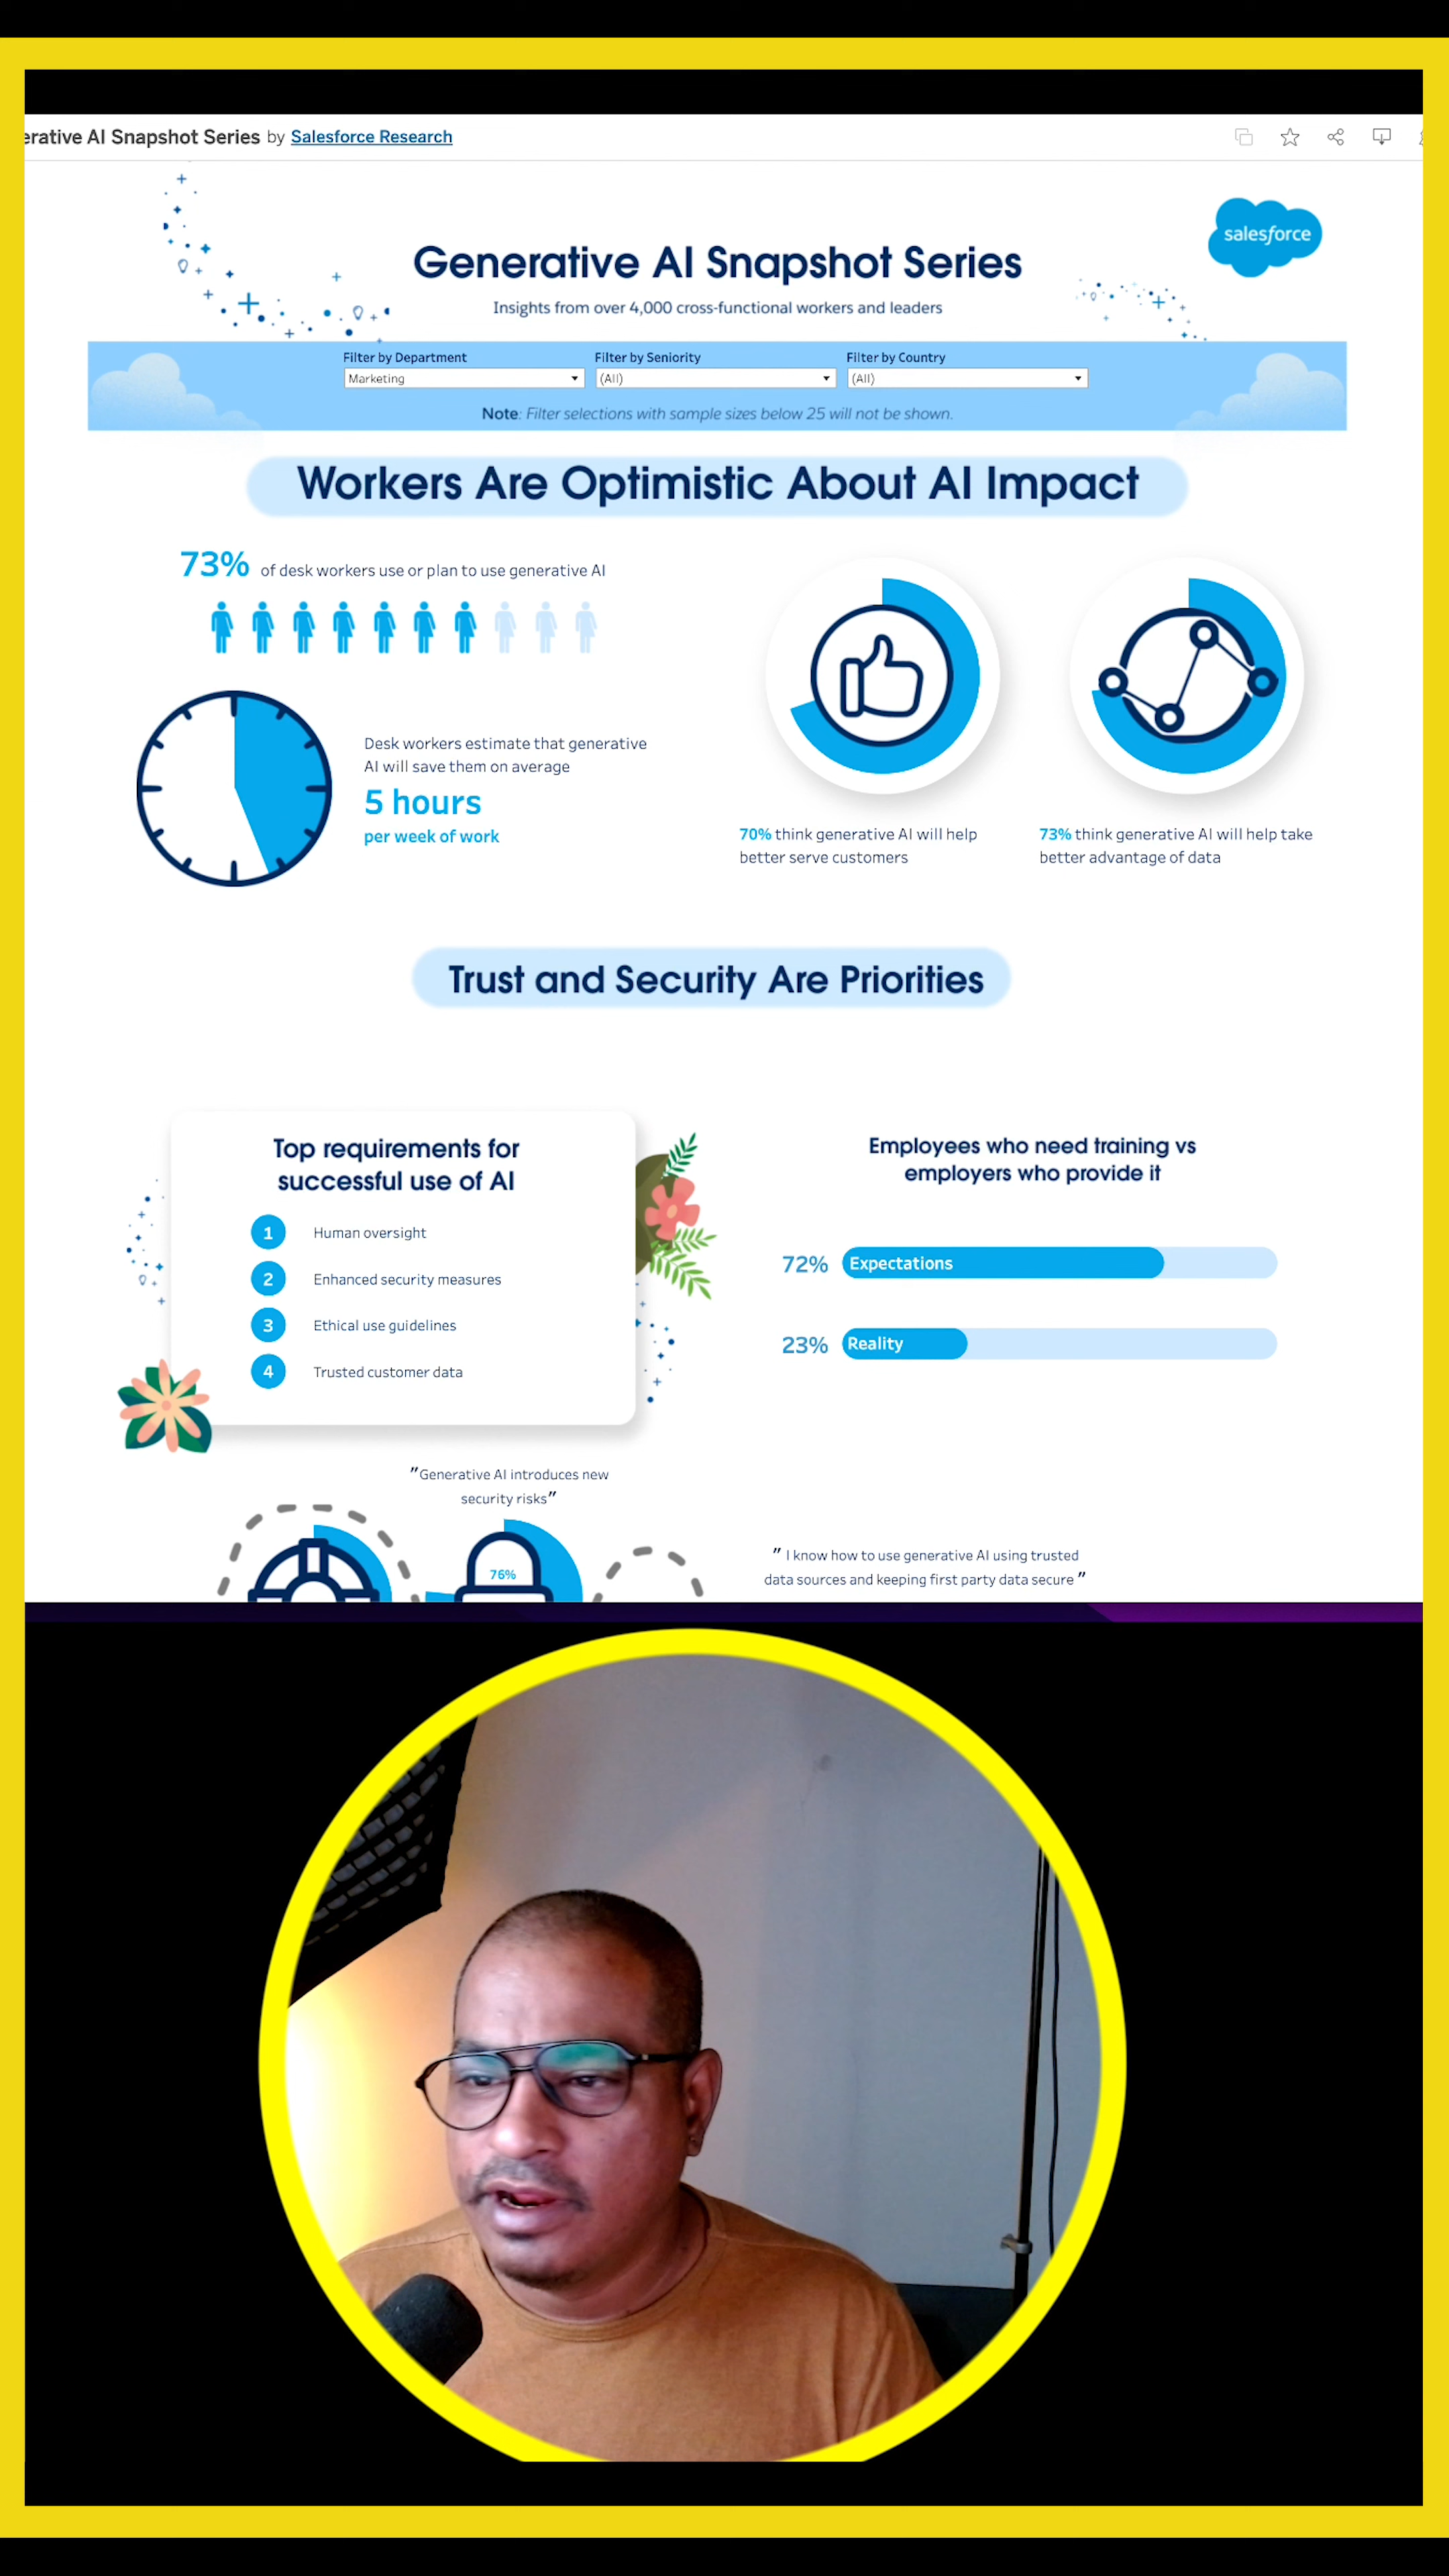 erative AI Snapshot Series by Salesforce Research
salesforce
Generative AI Snapshot Series
Insights from over 4,000 cross-functional workers and leaders
Filter by Department
Filter by Seniority
Filter by Country
Marketing
(All)
(All)
Note: Filter selections with sample sizes below 25 will not be shown.
Workers Are Optimistic About AI Impact
73% of desk workers use or plan to use generative AI
Desk workers estimate that generative
AI will save them on average
5 hours
per week of work
70% think generative AI will help
better serve customers
73% think generative AI will help take
better advantage of data
Trust and Security Are Priorities
Top requirements for
successful use of AI
1 Human oversight
2 Enhanced security measures
3 Ethical use guidelines
4 Trusted customer data
Employees who need training vs
employers who provide it
72% Expectations
23% Reality
"Generative AI introduces new
security risks"
76%
" I know how to use generative AI using trusted
data sources and keeping first party data secure "